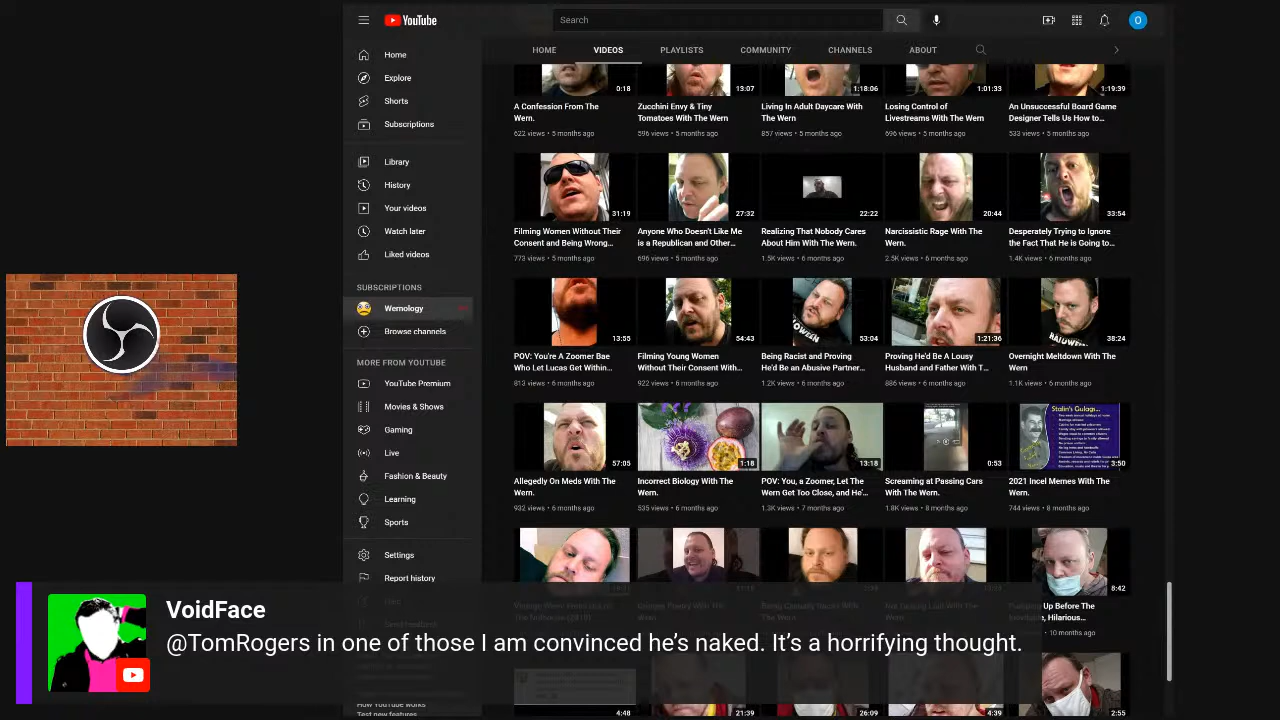 YouTube
Search
O
Home
Explore
Shorts
Subscriptions
Library
History
Your videos
Watch later
Liked videos
SUBSCRIPTIONS
Wernology
Browse channels
MORE FROM YOUTUBE
YouTube Premium
Movies & Shows
Gaming
Live
Fashion & Beauty
Learning
Sports
Settings
Report history
HOME VIDEOS PLAYLISTS COMMUNITY CHANNELS ABOUT
0:18 13:07 1:18:06 1:01:33 1:19:39
A Confession From The
Wern.
622 views • 5 months ago
Zucchini Envy & Tiny
Tomatoes With The Wern
596 views • 5 months ago
Living In Adult Daycare With
The Wern
857 views • 5 months ago
Losing Control of
Livestreams With The Wern
696 views • 5 months ago
An Unsuccessful Board Game
Designer Tells Us How to...
533 views • 5 months ago
31:19 27:32 22:22 20:44 33:54
Filming Women Without Their
Consent and Being Wrong...
773 views • 5 months ago
Anyone Who Doesn't Like Me
is a Republican and Other...
696 views • 5 months ago
Realizing That Nobody Cares
About Him With The Wern.
1.5K views • 6 months ago
Narcissistic Rage With The
Wern.
2.5K views • 6 months ago
Desperately Trying to Ignore
the Fact That He is Going to...
1.4K views • 6 months ago
13:55 54:43 53:04 1:21:36 38:24
POV: You're A Zoomer Bae
Who Let Lucas Get Within...
813 views • 6 months ago
Filming Young Women
Without Their Consent With...
922 views • 6 months ago
Being Racist and Proving
He'd Be an Abusive Partner...
1.2K views • 6 months ago
Proving He'd Be A Lousy
Husband and Father With T...
886 views • 6 months ago
Overnight Meltdown With The
Wern
1.1K views • 6 months ago
Stalin's Gulags...
57:05 1:18 13:18 0:53 3:50
Allegedly On Meds With The
Wern.
932 views • 6 months ago
Incorrect Biology With The
Wern.
535 views • 6 months ago
POV: You, a Zoomer, Let The
Wern Get Too Close, and He'...
1.3K views • 7 months ago
Screaming at Passing Cars
With The Wern.
1.8K views • 8 months ago
2021 Incel Memes With The
Wern.
744 views • 8 months ago
8:42
Up Before The
Hilarious...
10 months ago
VoidFace
@TomRogers in one of those I am convinced he's naked. It's a horrifying thought.
How YouTube works
Test new features
4:48 21:39 26:09 4:39 2:55